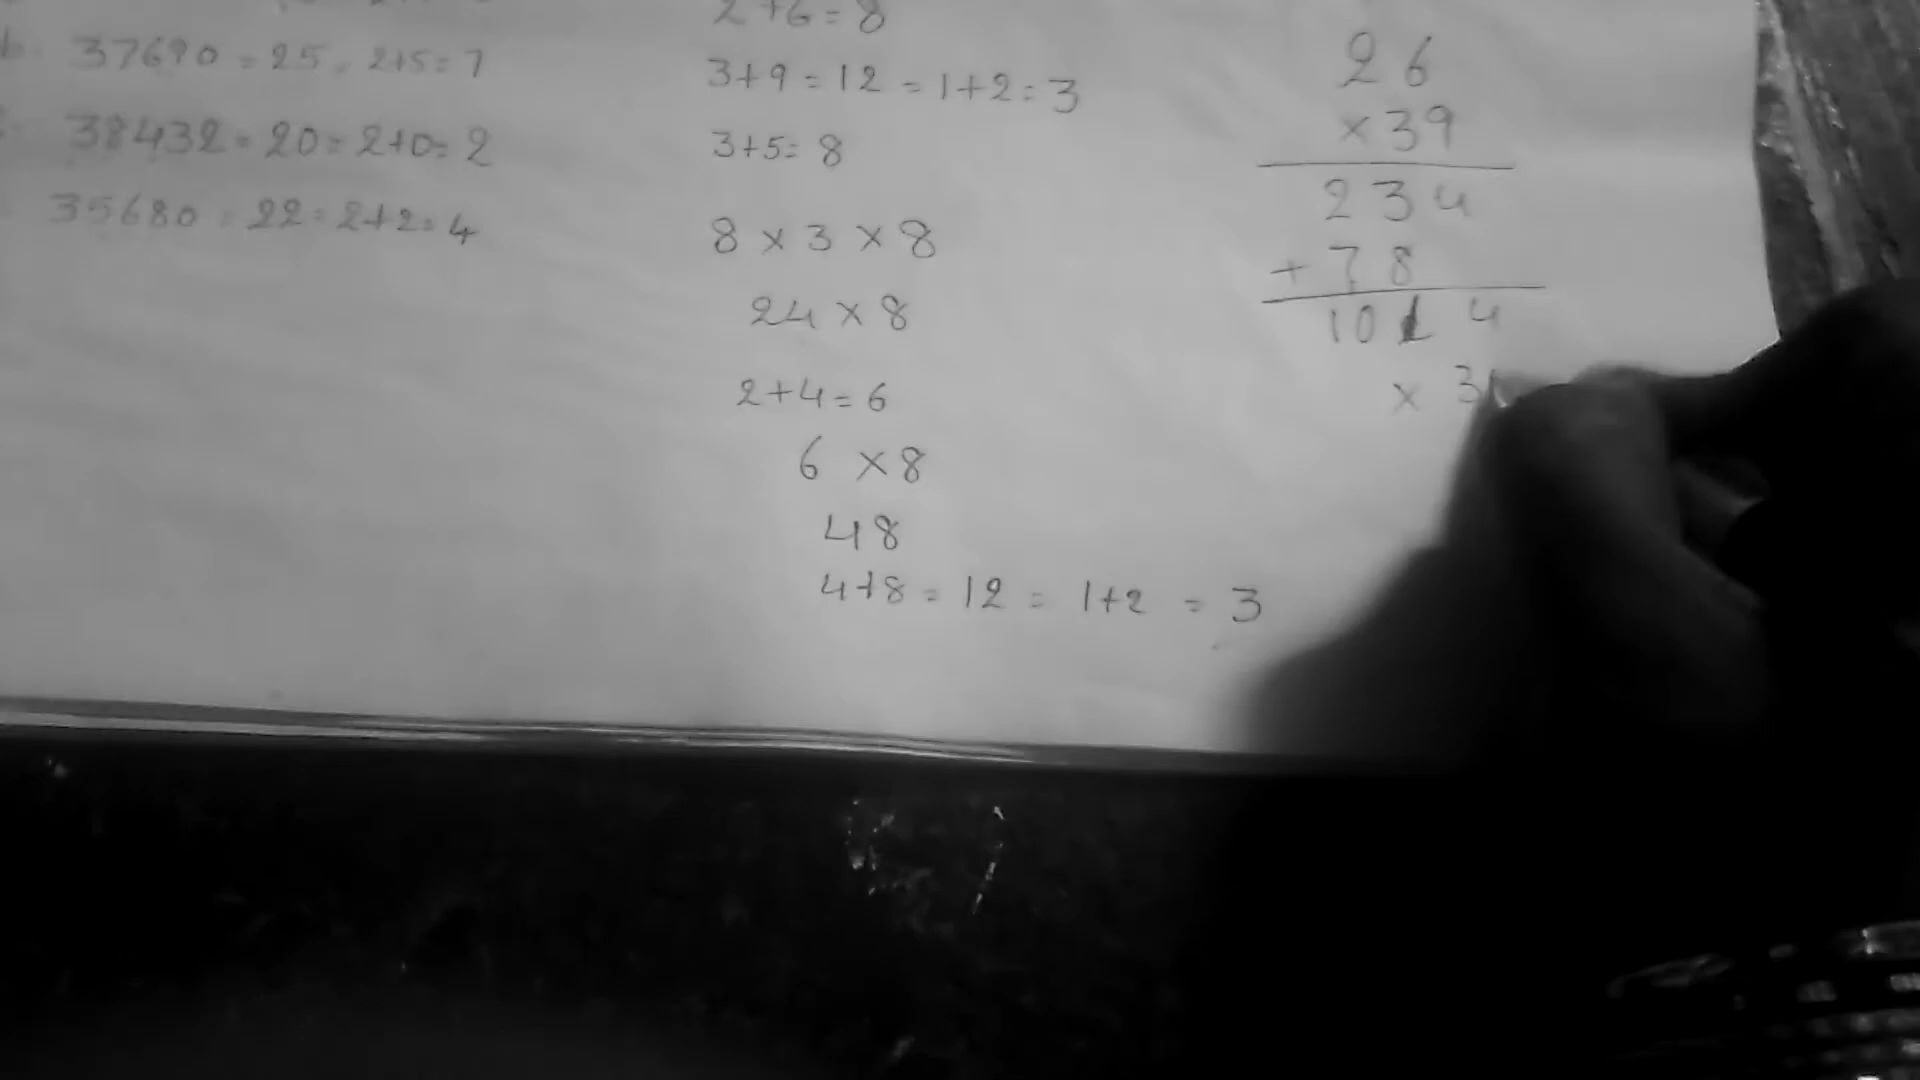 37690 = 25 = 2+5 = 7
38432 = 20 = 2+0 = 2
35680 = 22 = 2+2 = 4
2+6 = 8
3+9 = 12 = 1+2 = 3
3+5 = 8
8 × 3 × 8
24 × 8
2+4 = 6
6 × 8
48
4+8 = 12 = 1+2 = 3
26
× 39
234
+ 78
1014
× 3